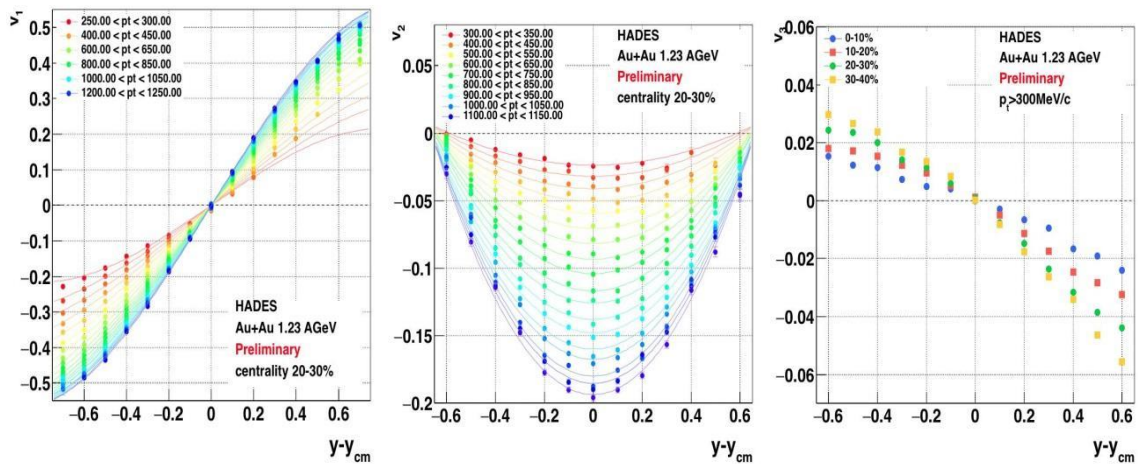 v1
0.5
0.4
0.3
0.2
0.1
0
−0.1
−0.2
−0.3
−0.4
−0.5
250.00 < pt < 300.00
400.00 < pt < 450.00
600.00 < pt < 650.00
800.00 < pt < 850.00
1000.00 < pt < 1050.00
1200.00 < pt < 1250.00
HADES
Au+Au 1.23 AGeV
Preliminary
centrality 20-30%
−0.6 −0.4 −0.2 0 0.2 0.4 0.6
y-ycm
v2
0.05
0
−0.05
−0.1
−0.15
−0.2
300.00 < pt < 350.00
400.00 < pt < 450.00
500.00 < pt < 550.00
600.00 < pt < 650.00
700.00 < pt < 750.00
800.00 < pt < 850.00
900.00 < pt < 950.00
1000.00 < pt < 1050.00
1100.00 < pt < 1150.00
HADES
Au+Au 1.23 AGeV
Preliminary
centrality 20-30%
−0.6 −0.4 −0.2 0 0.2 0.4 0.6
y-ycm
v3
−0.06
0.04
0.02
0
−0.02
−0.04
−0.06
0-10%
10-20%
20-30%
30-40%
HADES
Au+Au 1.23 AGeV
Preliminary
pt>300MeV/c
−0.6 −0.4 −0.2 0 0.2 0.4 0.6
y-ycm